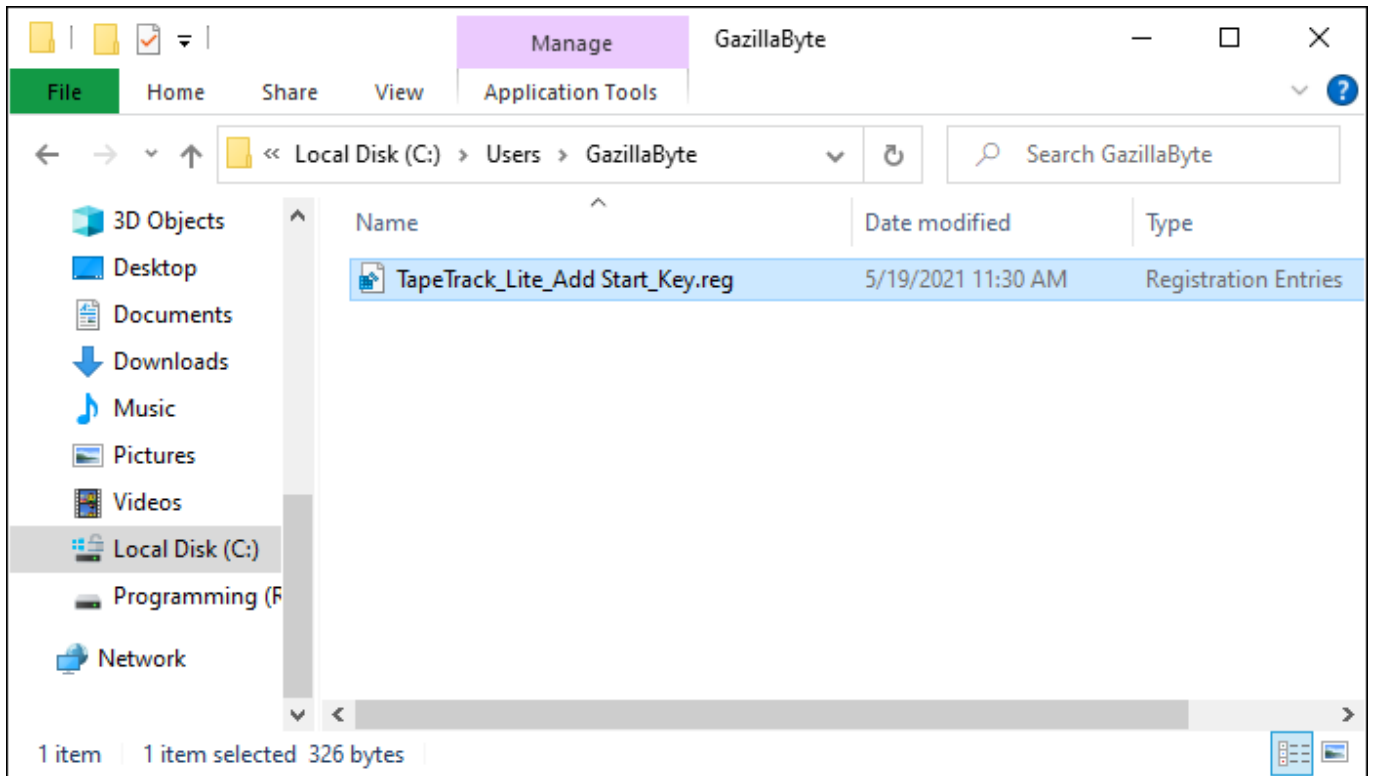 Manage GazillaByte
File Home Share View Application Tools
« Local Disk (C:) > Users > GazillaByte Search GazillaByte
Name Date modified Type
3D Objects
TapeTrack_Lite_Add Start_Key.reg 5/19/2021 11:30 AM Registration Entries
Desktop
Documents
Downloads
Music
Pictures
Videos
Local Disk (C:)
Programming (R
Network
1 item 1 item selected 326 bytes